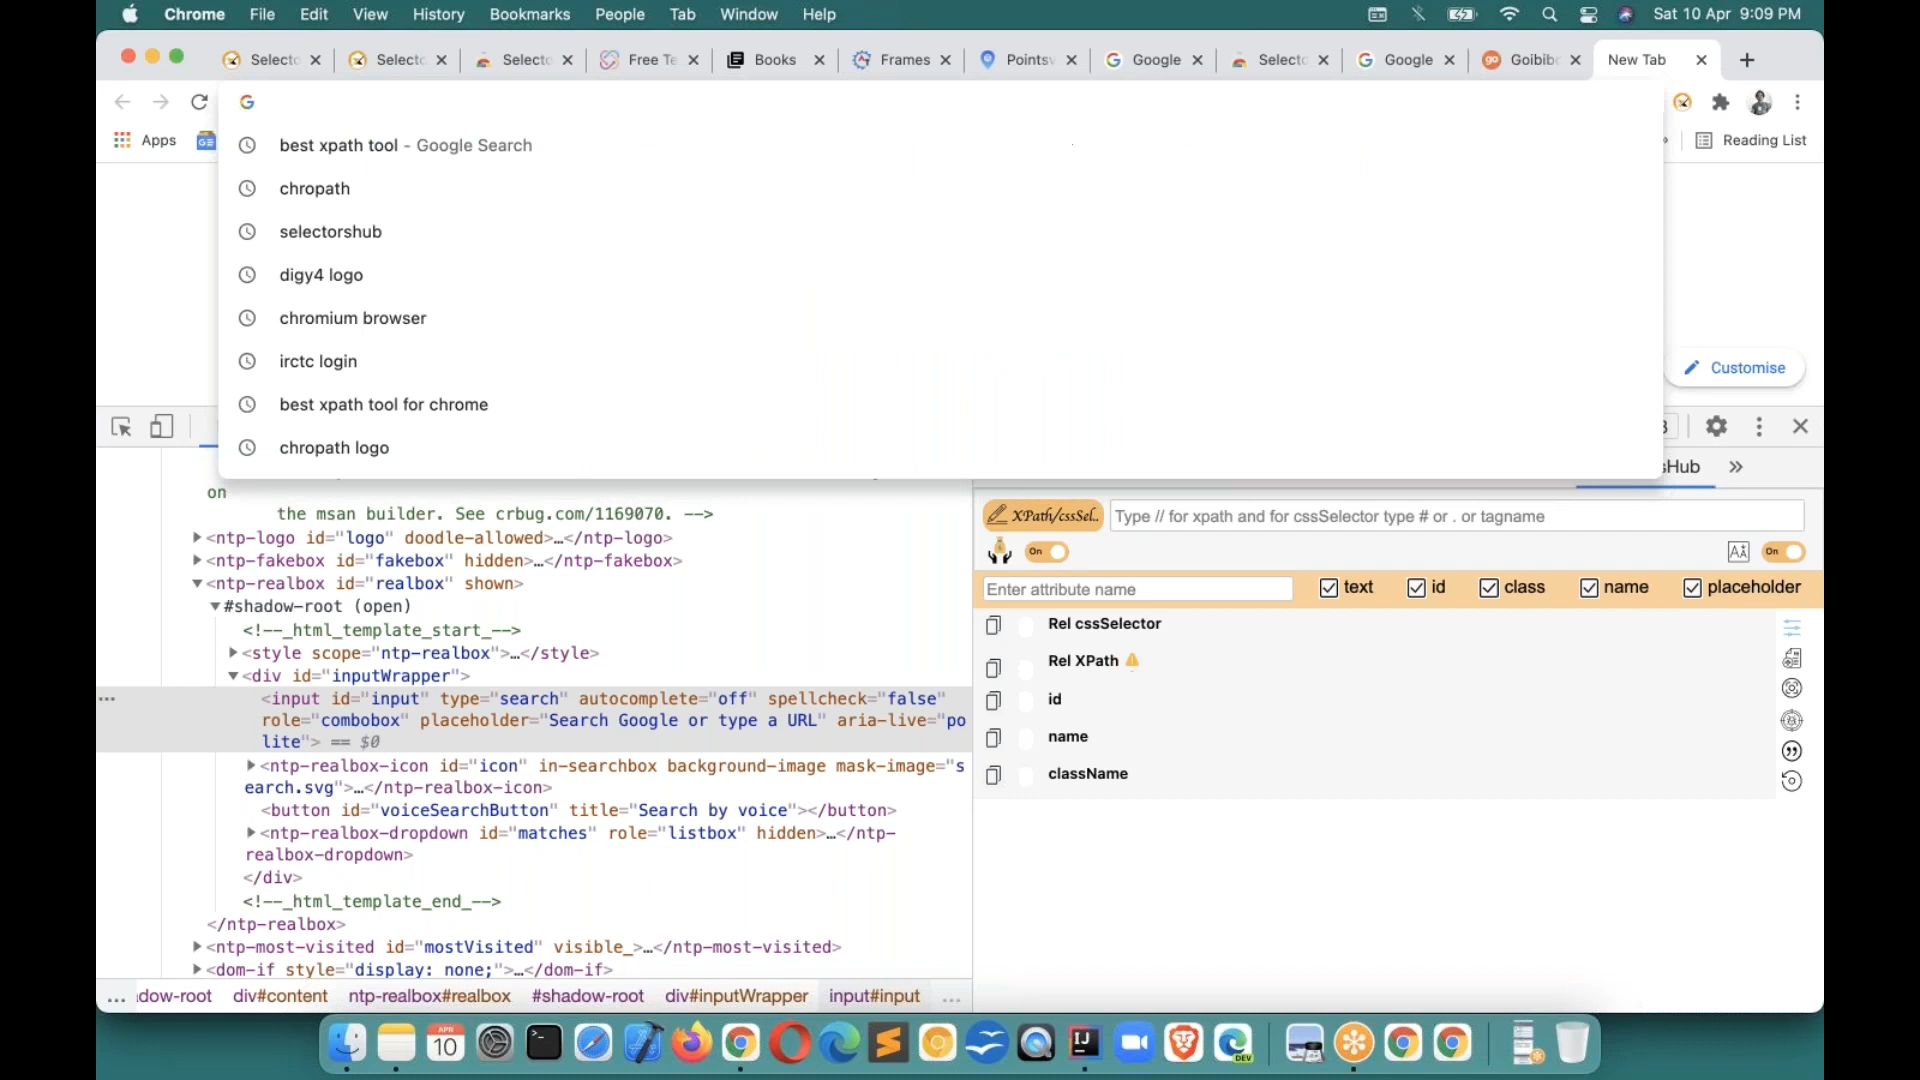 Chrome File Edit View History Bookmarks People Tab Window Help Sat 10 Apr 9:09 PM
Selecto Selecto Selecto Free Te Books Frames Pointsv Google Selecto Google Goibibo New Tab
Apps Reading List
best xpath tool - Google Search
chropath
selectorshub
digy4 logo
chromium browser
irctc login
best xpath tool for chrome
chropath logo
Customise
sHub
on
the msan builder. See crbug.com/1169070. -->
<ntp-logo id="logo" doodle-allowed>…</ntp-logo>
<ntp-fakebox id="fakebox" hidden>…</ntp-fakebox>
<ntp-realbox id="realbox" shown>
#shadow-root (open)
<!--_html_template_start_-->
<style scope="ntp-realbox">…</style>
<div id="inputWrapper">
<input id="input" type="search" autocomplete="off" spellcheck="false"
role="combobox" placeholder="Search Google or type a URL" aria-live="po
lite"> == $0
<ntp-realbox-icon id="icon" in-searchbox background-image mask-image="s
earch.svg">…</ntp-realbox-icon>
<button id="voiceSearchButton" title="Search by voice"></button>
<ntp-realbox-dropdown id="matches" role="listbox" hidden>…</ntp-
realbox-dropdown>
</div>
<!--_html_template_end_-->
</ntp-realbox>
<ntp-most-visited id="mostVisited" visible_>…</ntp-most-visited>
<dom-if style="display: none;">…</dom-if>
... dow-root div#content ntp-realbox#realbox #shadow-root div#inputWrapper input#input ...
XPath/cssSel.. Type // for xpath and for cssSelector type # or . or tagname
On On
Enter attribute name text id class name placeholder
Rel cssSelector
Rel XPath
id
name
className
APR
10
IJ
DEV